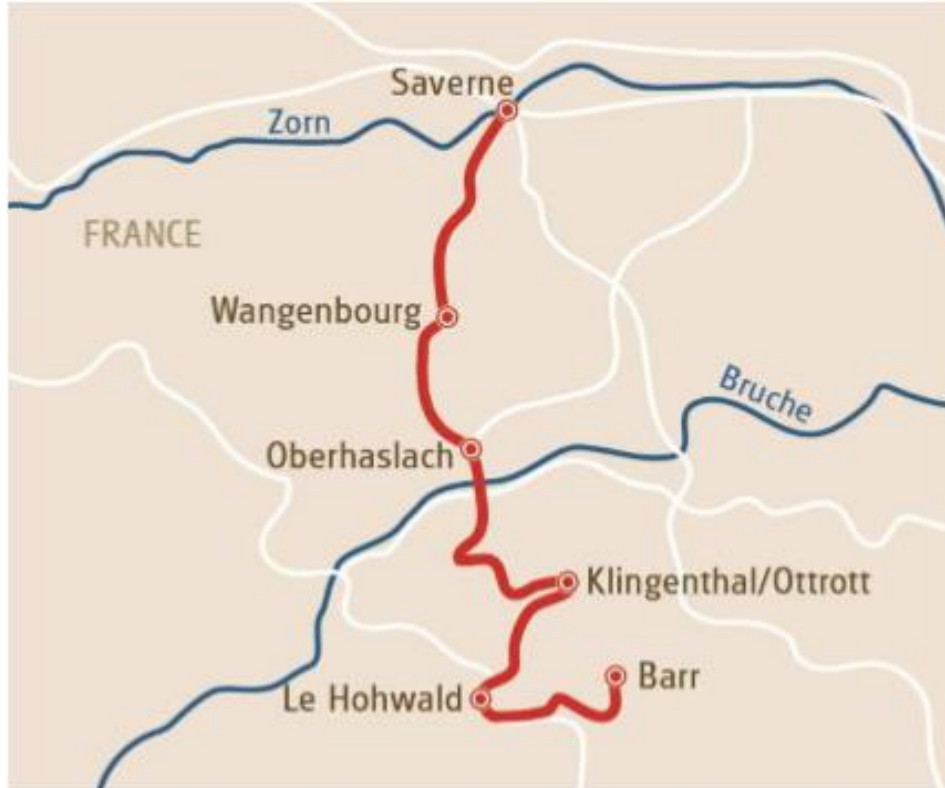 Saverne
Zorn
FRANCE
Wangenbourg
Bruche
Oberhaslach
Klingenthal/Ottrott
Barr
Le Hohwald